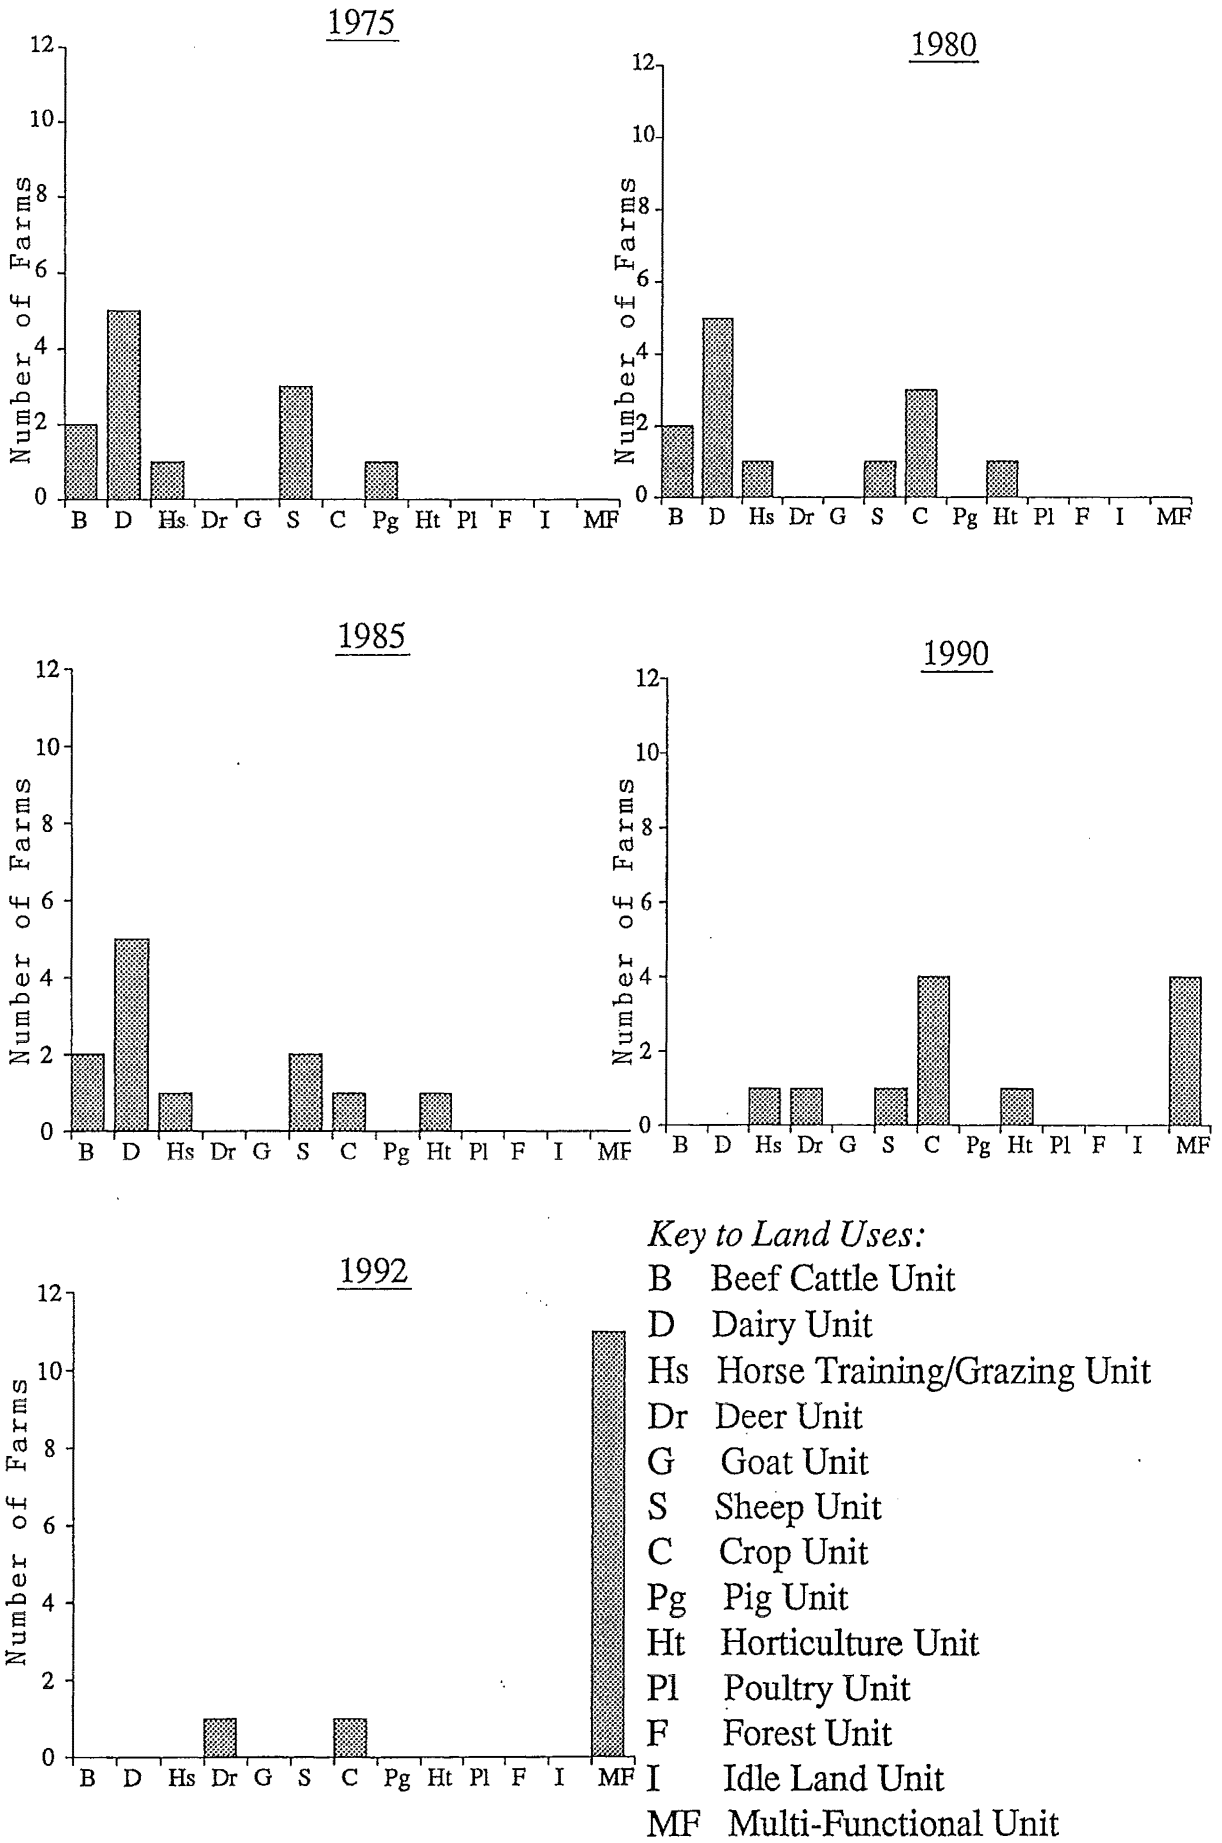 1975
12
10
8
6
4
2
0
Number of Farms
B D Hs Dr G S C Pg Ht Pl F I MF
1980
12
10
8
6
4
2
0
Number of Farms
B D Hs Dr G S C Pg Ht Pl F I MF
1985
12
10
8
6
4
2
0
Number of Farms
B D Hs Dr G S C Pg Ht Pl F I MF
1990
12
10
8
6
4
2
0
Number of Farms
B D Hs Dr G S C Pg Ht Pl F I MF
1992
12
10
8
6
4
2
0
Number of Farms
B D Hs Dr G S C Pg Ht Pl F I MF
Key to Land Uses:
B Beef Cattle Unit
D Dairy Unit
Hs Horse Training/Grazing Unit
Dr Deer Unit
G Goat Unit
S Sheep Unit
C Crop Unit
Pg Pig Unit
Ht Horticulture Unit
Pl Poultry Unit
F Forest Unit
I Idle Land Unit
MF Multi-Functional Unit